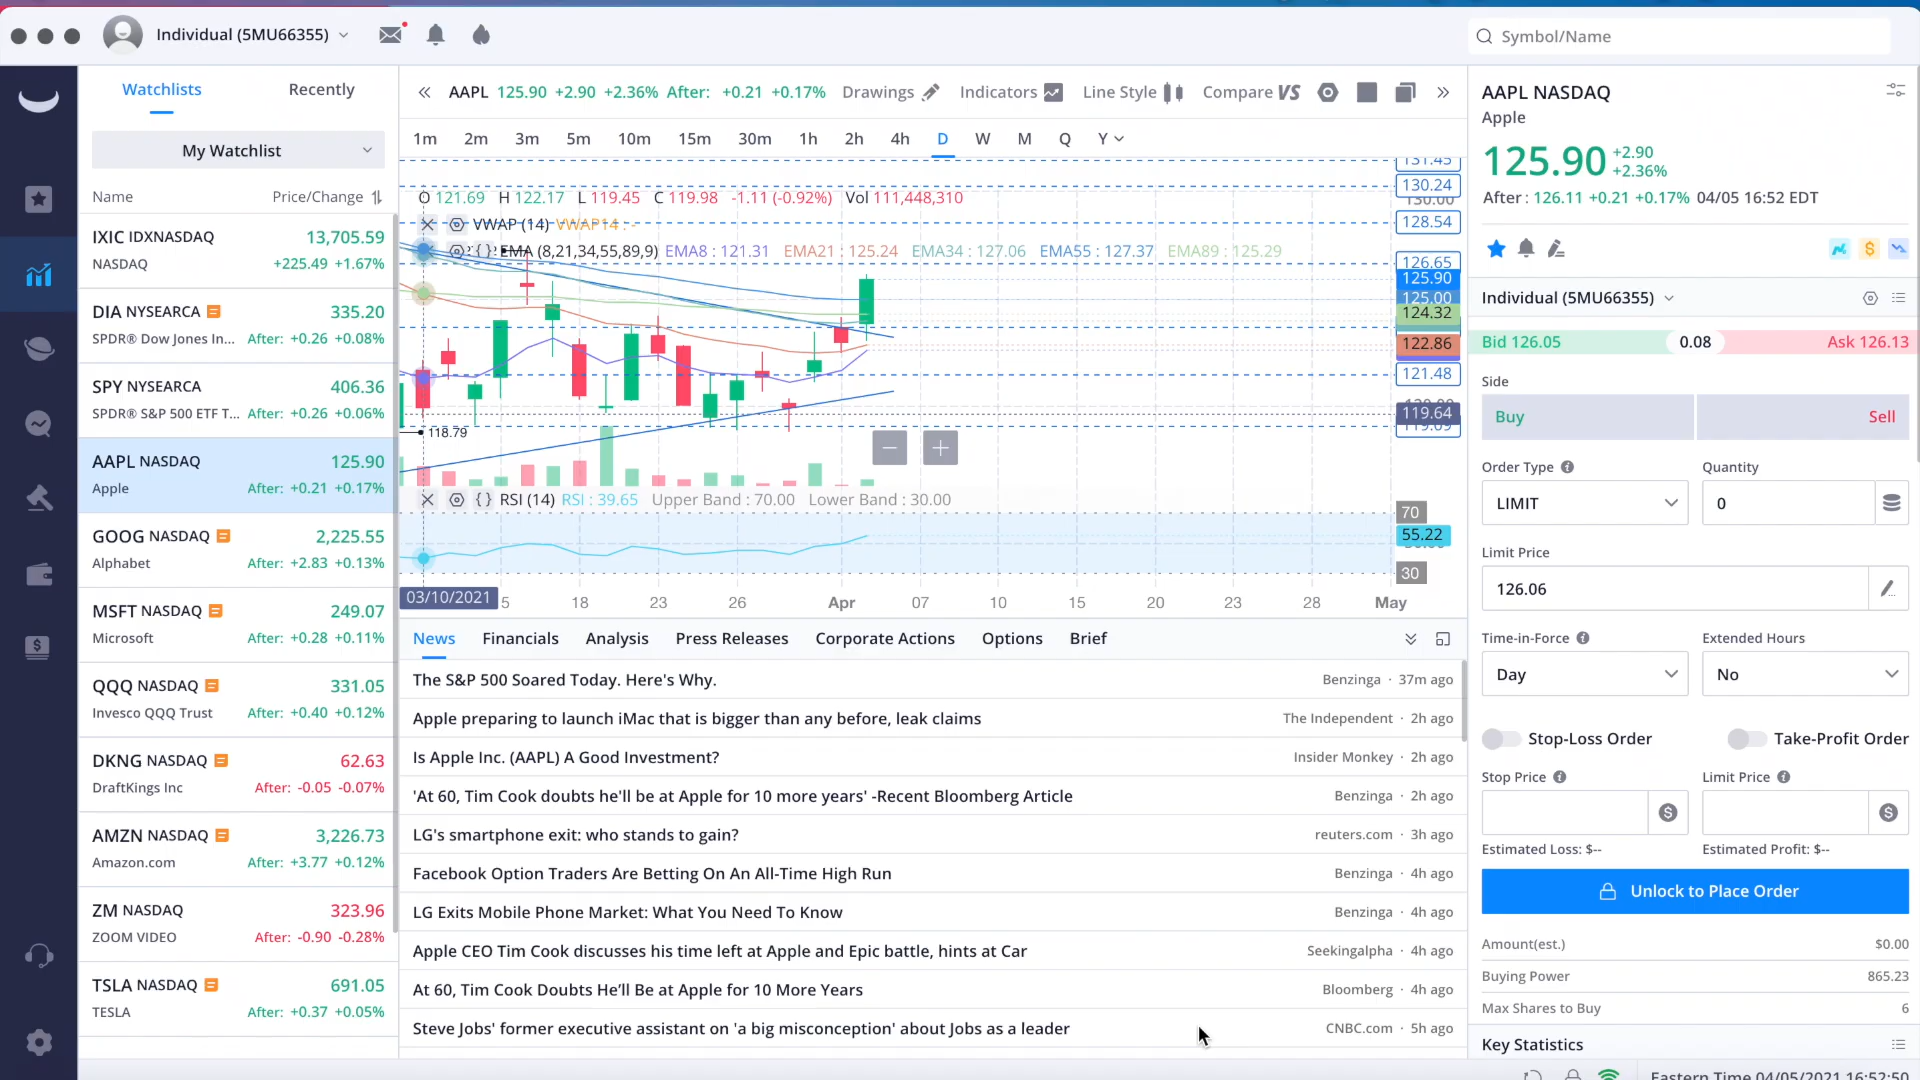 Individual (5MU66355)
Symbol/Name
Watchlists
Recently
My Watchlist
Name
Price/Change
IXIC IDXNASDAQ
13,705.59
NASDAQ
+225.49 +1.67%
DIA NYSEARCA
335.20
SPDR® Dow Jones In...
After: +0.26 +0.08%
SPY NYSEARCA
406.36
SPDR® S&P 500 ETF T...
After: +0.26 +0.06%
AAPL NASDAQ
125.90
Apple
After: +0.21 +0.17%
GOOG NASDAQ
2,225.55
Alphabet
After: +2.83 +0.13%
MSFT NASDAQ
249.07
Microsoft
After: +0.28 +0.11%
QQQ NASDAQ
331.05
Invesco QQQ Trust
After: +0.40 +0.12%
DKNG NASDAQ
62.63
DraftKings Inc
After: -0.05 -0.07%
AMZN NASDAQ
3,226.73
Amazon.com
After: +3.77 +0.12%
ZM NASDAQ
323.96
ZOOM VIDEO
After: -0.90 -0.28%
TSLA NASDAQ
691.05
TESLA
After: +0.37 +0.05%
AAPL 125.90 +2.90 +2.36% After: +0.21 +0.17%
Drawings
Indicators
Line Style
Compare VS
1m 2m 3m 5m 10m 15m 30m 1h 2h 4h D W M Q Y
O 121.69 H 122.17 L 119.45 C 119.98 -1.11 (-0.92%) Vol 111,448,310
VWAP (14) VWAP14 : -
EMA (8,21,34,55,89,9) EMA8 : 121.31 EMA21 : 125.24 EMA34 : 127.06 EMA55 : 127.37 EMA89 : 125.29
131.45
130.24
130.00
128.54
126.65
125.90
125.00
124.32
122.86
121.48
119.64
119.09
118.79
RSI (14) RSI : 39.65 Upper Band : 70.00 Lower Band : 30.00
70
55.22
30
03/10/2021
5 18 23 26 Apr 07 10 15 20 23 28 May
News
Financials
Analysis
Press Releases
Corporate Actions
Options
Brief
The S&P 500 Soared Today. Here's Why.
Benzinga · 37m ago
Apple preparing to launch iMac that is bigger than any before, leak claims
The Independent · 2h ago
Is Apple Inc. (AAPL) A Good Investment?
Insider Monkey · 2h ago
'At 60, Tim Cook doubts he'll be at Apple for 10 more years' -Recent Bloomberg Article
Benzinga · 2h ago
LG's smartphone exit: who stands to gain?
reuters.com · 3h ago
Facebook Option Traders Are Betting On An All-Time High Run
Benzinga · 4h ago
LG Exits Mobile Phone Market: What You Need To Know
Benzinga · 4h ago
Apple CEO Tim Cook discusses his time left at Apple and Epic battle, hints at Car
Seekingalpha · 4h ago
At 60, Tim Cook Doubts He'll Be at Apple for 10 More Years
Bloomberg · 4h ago
Steve Jobs' former executive assistant on 'a big misconception' about Jobs as a leader
CNBC.com · 5h ago
AAPL NASDAQ
Apple
125.90
+2.90
+2.36%
After : 126.11 +0.21 +0.17% 04/05 16:52 EDT
Individual (5MU66355)
Bid 126.05
0.08
Ask 126.13
Side
Buy
Sell
Order Type
Quantity
LIMIT
0
Limit Price
126.06
Time-in-Force
Extended Hours
Day
No
Stop-Loss Order
Take-Profit Order
Stop Price
Limit Price
Estimated Loss: $--
Estimated Profit: $--
Unlock to Place Order
Amount(est.)
$0.00
Buying Power
865.23
Max Shares to Buy
6
Key Statistics
Eastern Time 04/05/2021 16:52:50